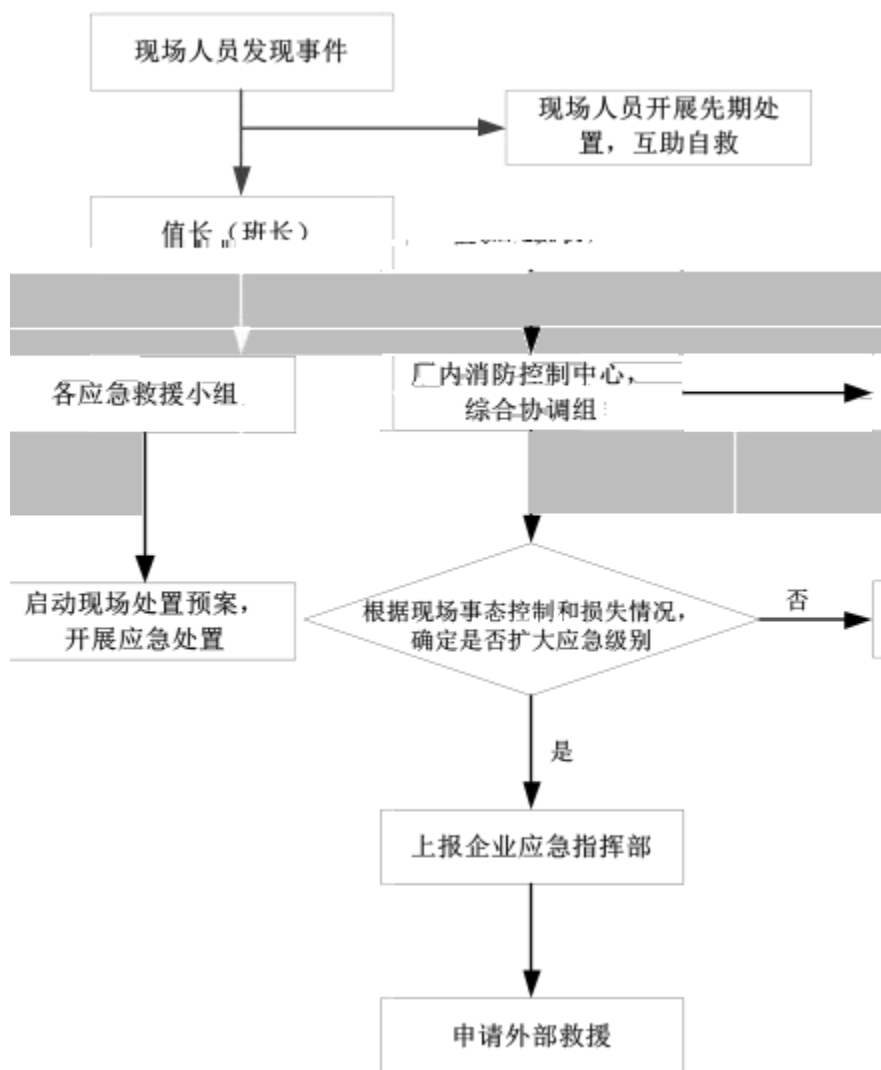 现场人员发现事件
现场人员开展先期处
置，互助自救
值长（班长）
各应急救援小组
厂内消防控制中心，
综合协调组
启动现场处置预案，
开展应急处置
根据现场事态控制和损失情况，
确定是否扩大应急级别
否
是
上报企业应急指挥部
申请外部救援